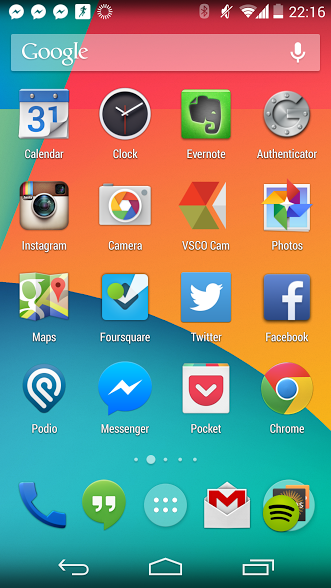 22:16
Google
31
Calendar
Clock
Evernote
Authenticator
Instagram
Camera
VSCO Cam
Photos
Maps
Foursquare
Twitter
Facebook
Podio
Messenger
Pocket
Chrome